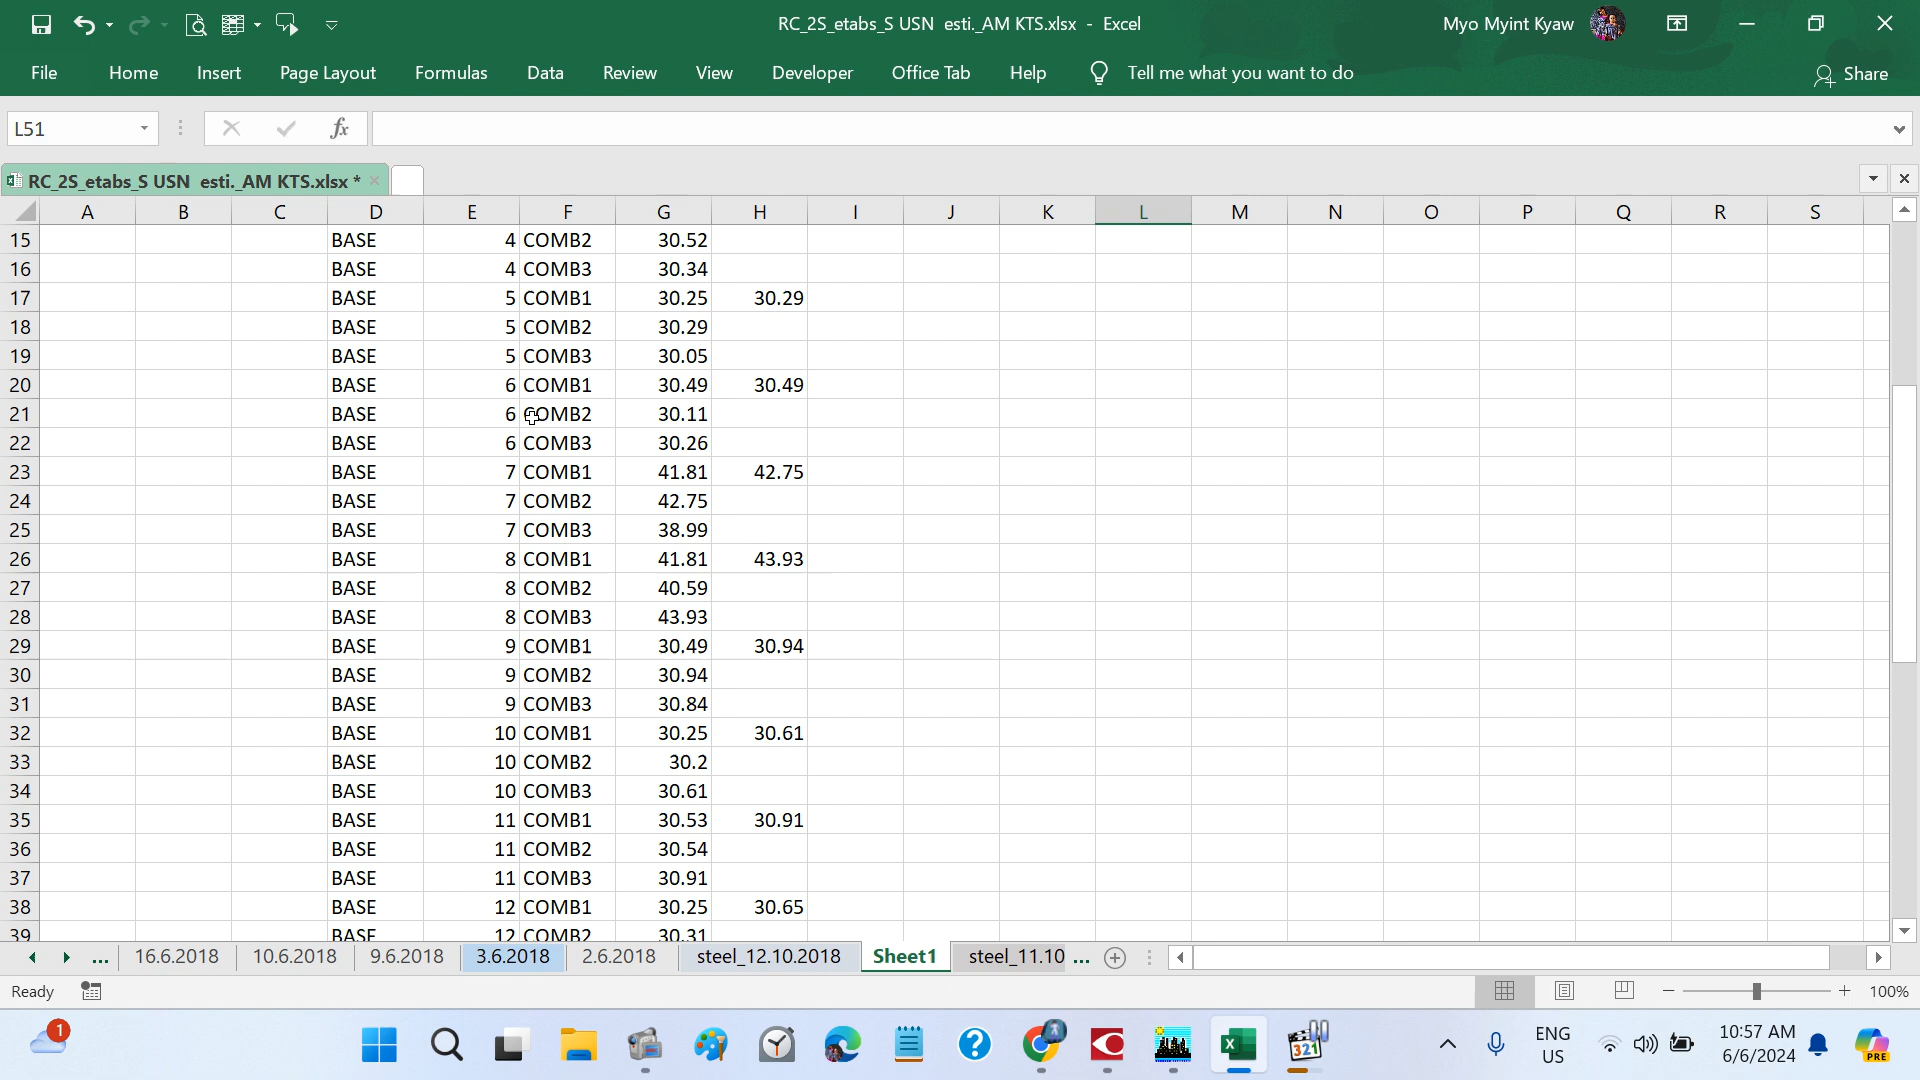 RC_2S_etabs_S USN  esti._AM KTS.xlsx  -  Excel
Myo Myint Kyaw
File Home Insert Page Layout Formulas Data Review View Developer Office Tab Help Tell me what you want to do Share
L51 fx
RC_2S_etabs_S USN  esti._AM KTS.xlsx *
A B C D E F G H I J K L M N O P Q R S
15 BASE 4 COMB2 30.52
16 BASE 4 COMB3 30.34
17 BASE 5 COMB1 30.25 30.29
18 BASE 5 COMB2 30.29
19 BASE 5 COMB3 30.05
20 BASE 6 COMB1 30.49 30.49
21 BASE 6 COMB2 30.11
22 BASE 6 COMB3 30.26
23 BASE 7 COMB1 41.81 42.75
24 BASE 7 COMB2 42.75
25 BASE 7 COMB3 38.99
26 BASE 8 COMB1 41.81 43.93
27 BASE 8 COMB2 40.59
28 BASE 8 COMB3 43.93
29 BASE 9 COMB1 30.49 30.94
30 BASE 9 COMB2 30.94
31 BASE 9 COMB3 30.84
32 BASE 10 COMB1 30.25 30.61
33 BASE 10 COMB2 30.2
34 BASE 10 COMB3 30.61
35 BASE 11 COMB1 30.53 30.91
36 BASE 11 COMB2 30.54
37 BASE 11 COMB3 30.91
38 BASE 12 COMB1 30.25 30.65
39 BASE 12 COMB2 30.31
... 16.6.2018 10.6.2018 9.6.2018 3.6.2018 2.6.2018 steel_12.10.2018 Sheet1 steel_11.10 ...
Ready 100%
1 321 ENG 10:57 AM PRE
US 6/6/2024